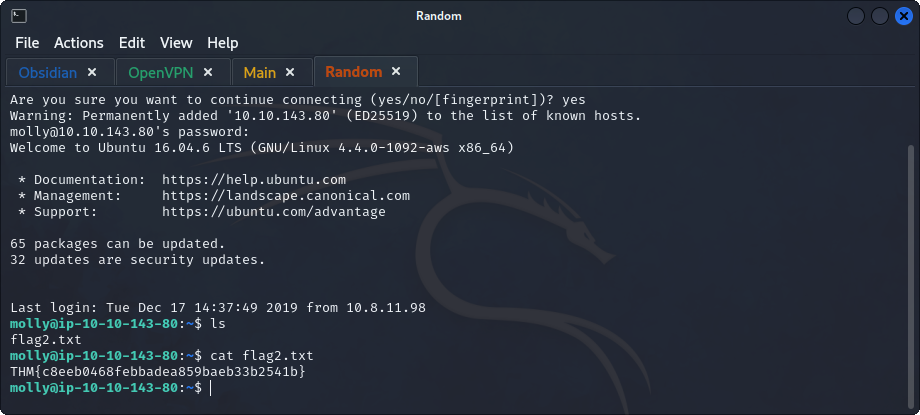 Random
File Actions Edit View Help
Obsidian × OpenVPN × Main × Random ×
Are you sure you want to continue connecting (yes/no/[fingerprint])? yes
Warning: Permanently added '10.10.143.80' (ED25519) to the list of known hosts.
molly@10.10.143.80's password:
Welcome to Ubuntu 16.04.6 LTS (GNU/Linux 4.4.0-1092-aws x86_64)
* Documentation:  https://help.ubuntu.com
* Management:     https://landscape.canonical.com
* Support:        https://ubuntu.com/advantage
65 packages can be updated.
32 updates are security updates.
Last login: Tue Dec 17 14:37:49 2019 from 10.8.11.98
molly@ip-10-10-143-80:~$ ls
flag2.txt
molly@ip-10-10-143-80:~$ cat flag2.txt
THM{c8eeb0468febbadea859baeb33b2541b}
molly@ip-10-10-143-80:~$